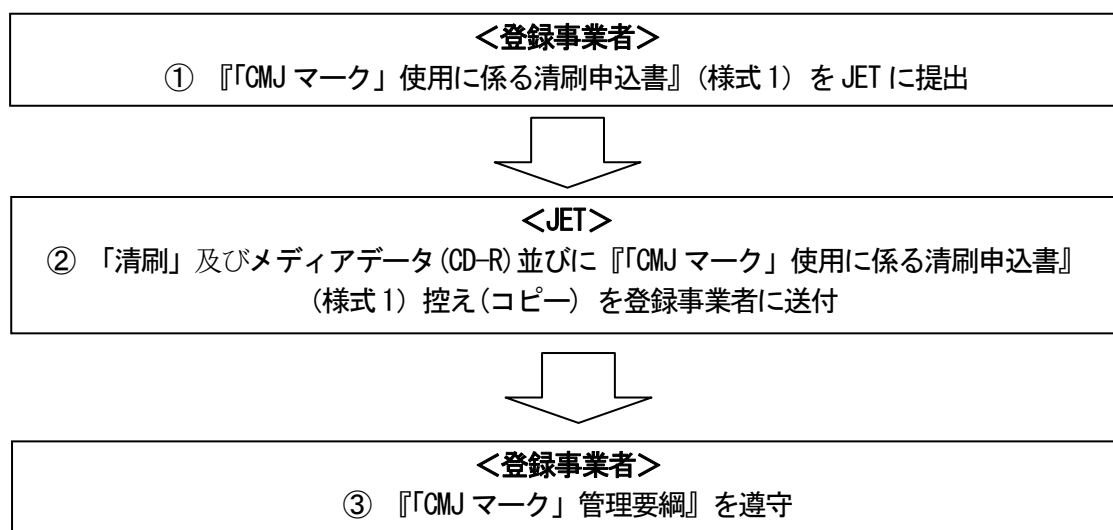 ＜登録事業者＞
① 『「CMJ マーク」使用に係る清刷申込書』（様式 1）を JET に提出
＜JET＞
② 「清刷」及びメディアデータ(CD-R)並びに『「CMJ マーク」使用に係る清刷申込書』
（様式 1）控え(コピー）を登録事業者に送付
＜登録事業者＞
③ 『「CMJ マーク」管理要綱』を遵守